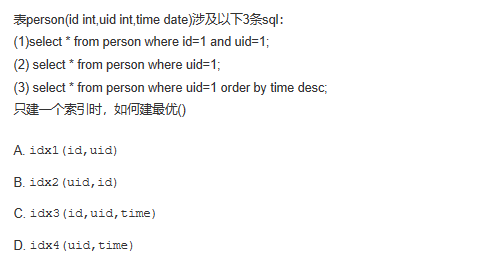 表person(id int,uid int,time date)涉及以下3条sql:
(1)select * from person where id=1 and uid=1;
(2) select * from person where uid=1;
(3) select * from person where uid=1 order by time desc;
只建一个索引时，如何建最优()
A. idx1(id,uid)
B. idx2(uid,id)
C. idx3(id,uid,time)
D. idx4(uid,time)